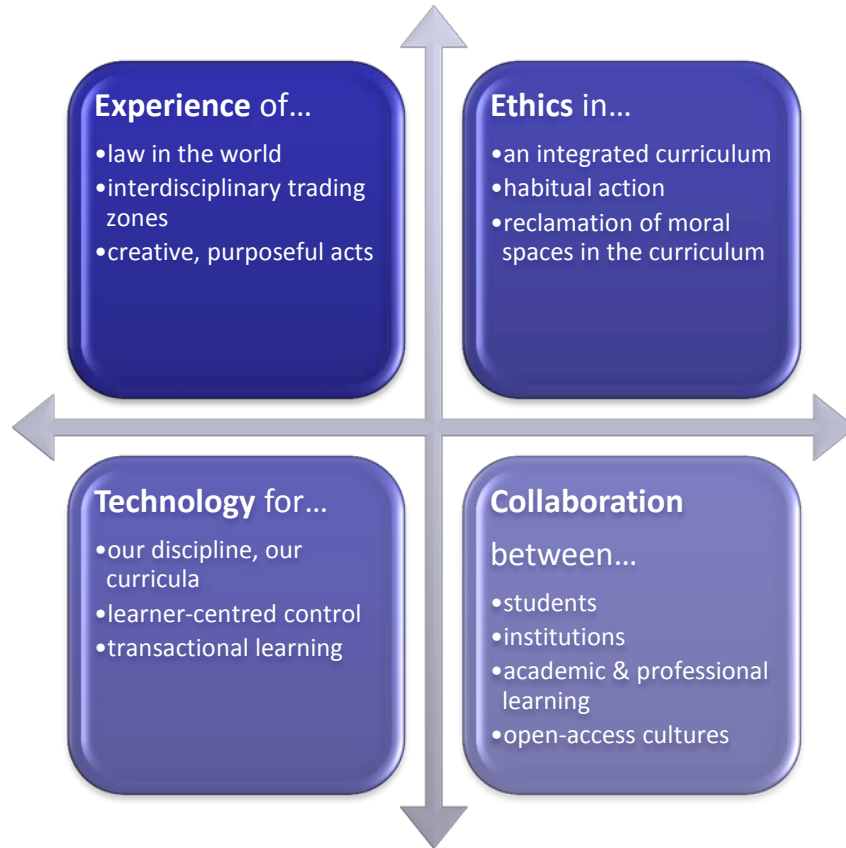 Experience of…
•law in the world
•interdisciplinary trading
zones
•creative, purposeful acts
Ethics in…
•an integrated curriculum
•habitual action
•reclamation of moral
spaces in the curriculum
Technology for…
•our discipline, our
curricula
•learner-centred control
•transactional learning
Collaboration
between…
•students
•institutions
•academic & professional
learning
•open-access cultures